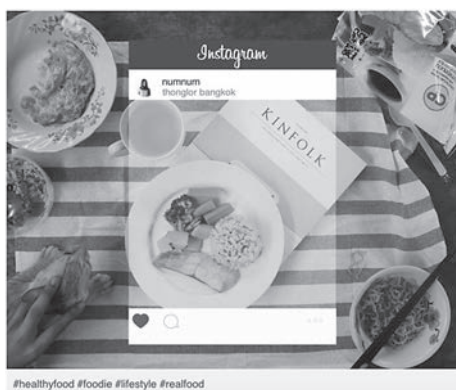 Instagram
numnum
thonglor bangkok
KINFOLK
#healthyfood #foodie #lifestyle #realfood